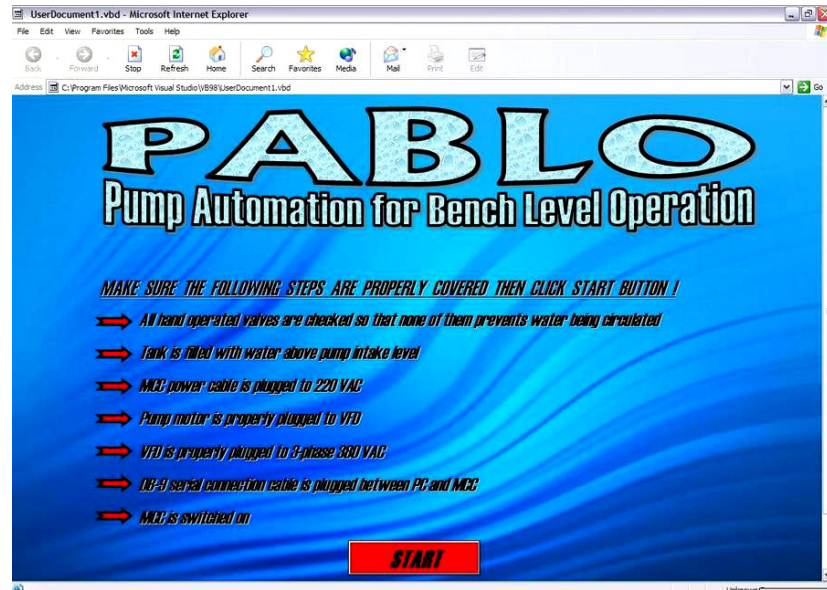 UserDocument1.vbd - Microsoft Internet Explorer
File Edit View Favorites Tools Help
Back Forward Stop Refresh Home Search Favorites Media Mail Print Edit
Address C:\Program Files\Microsoft Visual Studio\VB98\UserDocument1.vbd Go
PABLO
Pump Automation for Bench Level Operation
MAKE SURE THE FOLLOWING STEPS ARE PROPERLY COVERED THEN CLICK START BUTTON !
All hand operated valves are checked so that none of them prevents water being circulated
Tank is filled with water above pump intake level
MCC power cable is plugged to 220 VAC
Pump motor is properly plugged to VFD
VFD is properly plugged to 3-phase 380 VAC
DB-9 serial connection cable is plugged between PC and MCC
MCC is switched on
START